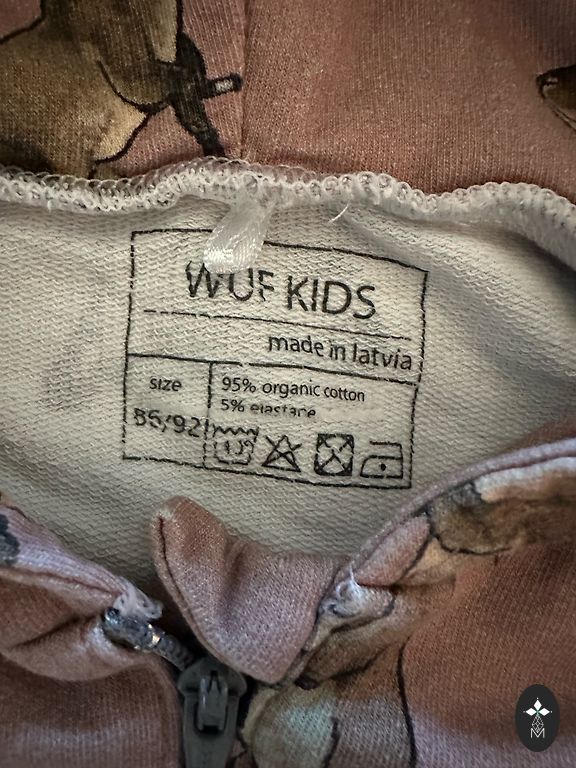 WUF KIDS
made in latvia
size
95% organic cotton
5% elastane
86/92
M